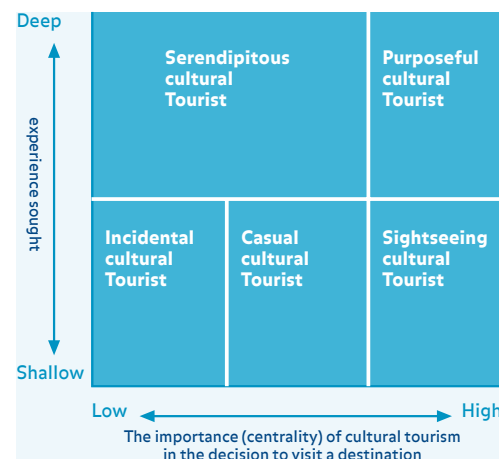 Deep
Serendipitous
cultural
Tourist
Purposeful
cultural
Tourist
experience sought
Incidental
cultural
Tourist
Casual
cultural
Tourist
Sightseeing
cultural
Tourist
Shallow
Low
High
The importance (centrality) of cultural tourism
in the decision to visit a destination